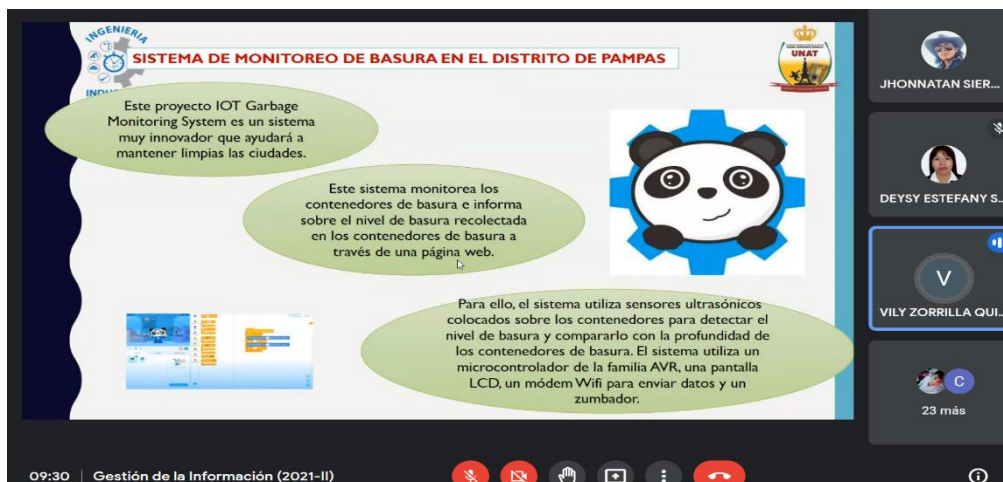 INGENIERIA
SISTEMA DE MONITOREO DE BASURA EN EL DISTRITO DE PAMPAS
UNAT
Este proyecto IOT Garbage
Monitoring System es un sistema
muy innovador que ayudará a
mantener limpias las ciudades.
Este sistema monitorea los
contenedores de basura e informa
sobre el nivel de basura recolectada
en los contenedores de basura a
través de una página web.
Para ello, el sistema utiliza sensores ultrasónicos
colocados sobre los contenedores para detectar el
nivel de basura y compararlo con la profundidad de
los contenedores de basura. El sistema utiliza un
microcontrolador de la familia AVR, una pantalla
LCD, un módem Wifi para enviar datos y un
zumbador.
JHONNATAN SIER...
DEYSY ESTEFANY S...
V
VILY ZORRILLA QUI...
C
23 más
09:30 | Gestión de la Información (2021-II)